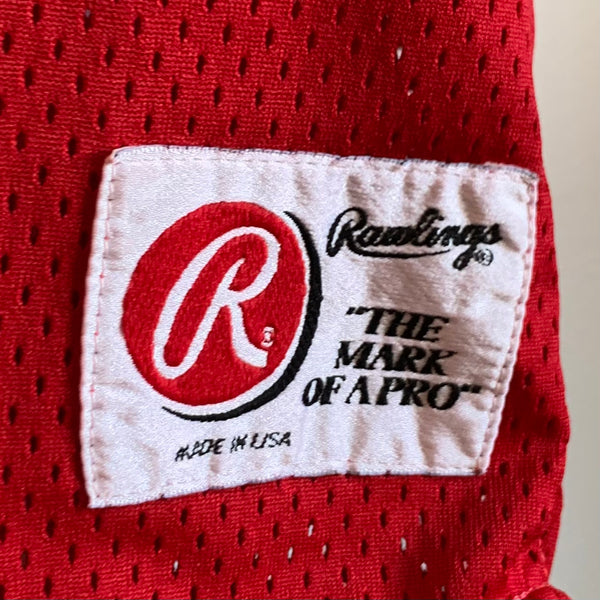 R
Rawlings®
"THE
MARK
OF A PRO"
MADE IN USA